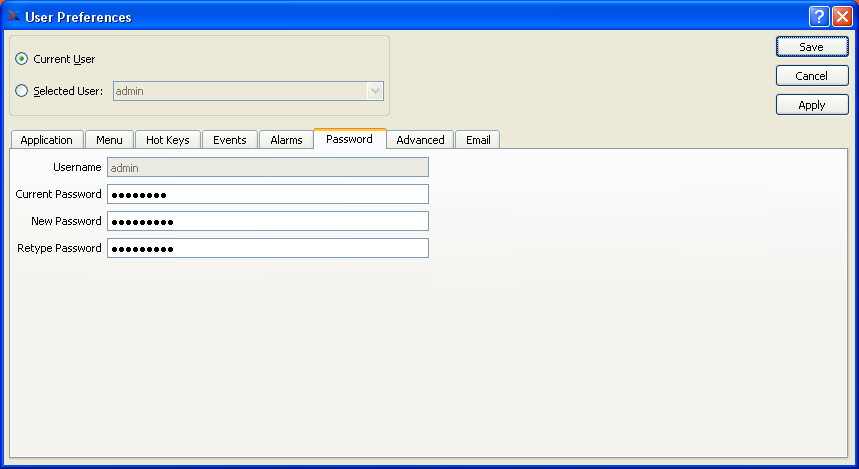 User Preferences
Current User
Save
Selected User: admin
Cancel
Apply
Application Menu Hot Keys Events Alarms Password Advanced Email
Username admin
Current Password ●●●●●●●●
New Password ●●●●●●●●●
Retype Password ●●●●●●●●●